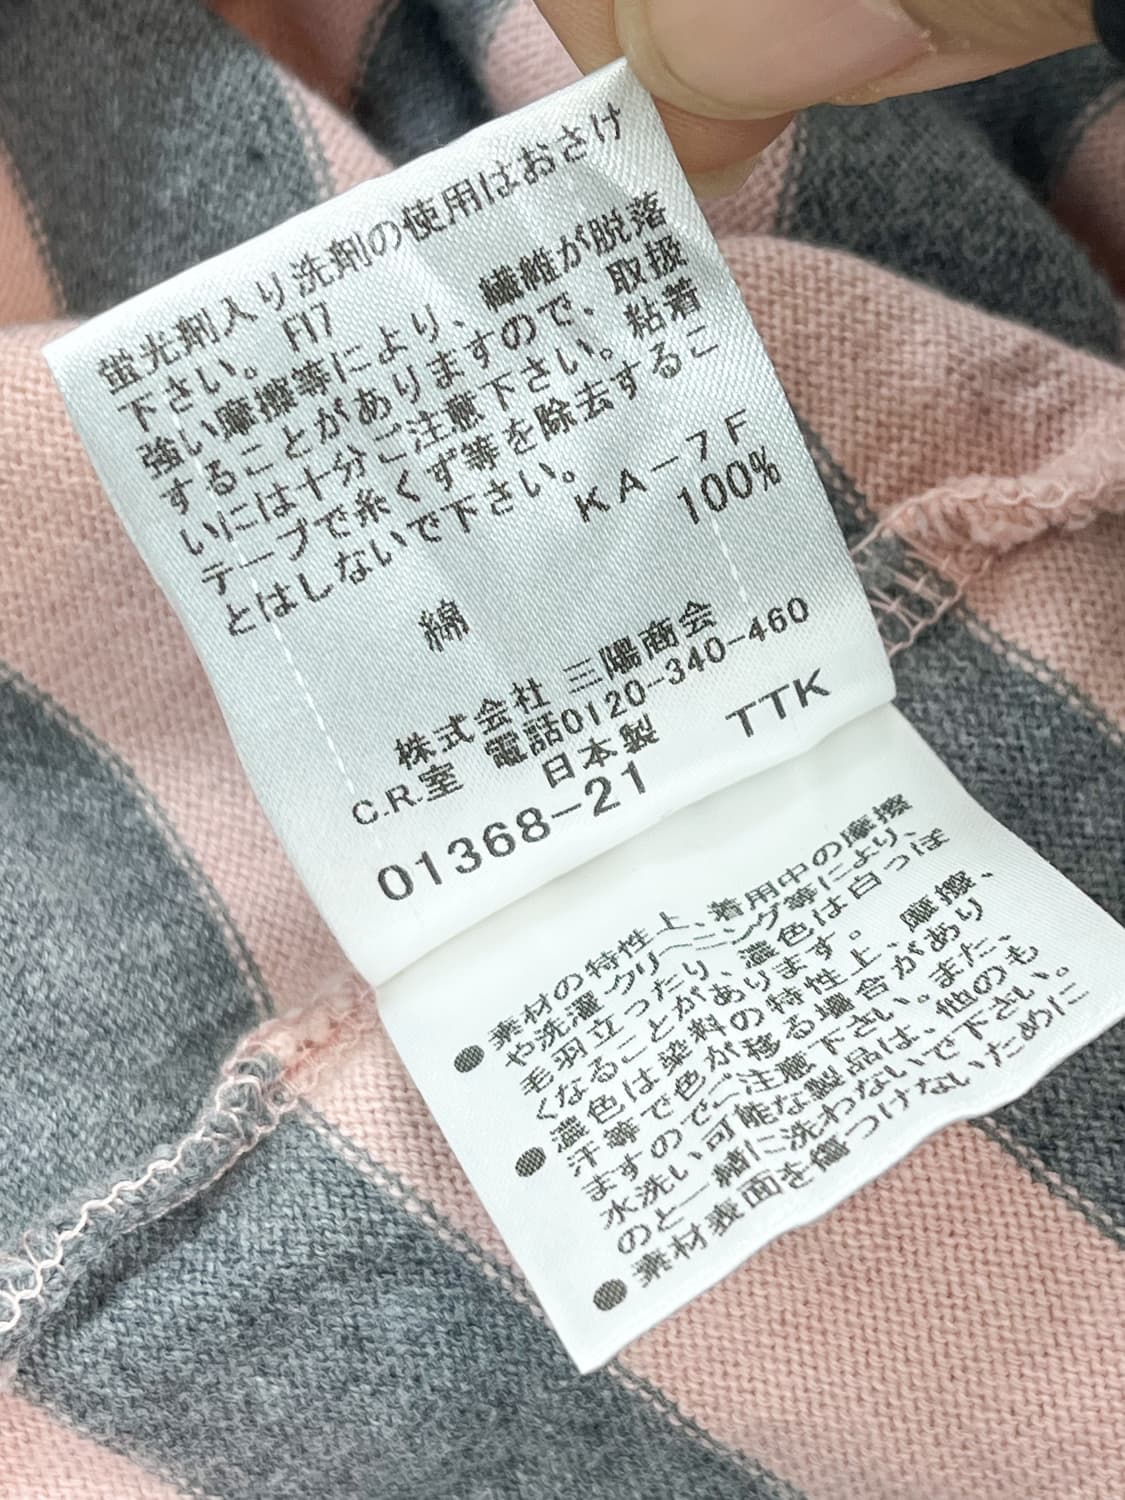 蛍光剤入り洗剤の使用はおさけ
下さい。 F17
強い摩擦等により、繊維が脱落
することがありますので、取扱
いには十分ご注意下さい。粘着
テープで糸くず等を除去するこ
とはしないで下さい。
KA-7F
綿 100%
株式会社 三陽商会
C.R.室 電話0120-340-460
日本製 TTK
01368-21
●素材の特性上、着用中の摩擦
や洗濯クリーニング等により、
毛羽立ったり、濃色は白っぽ
くなることがあります。
●濃色は染料の特性上、摩擦、
汗等で色が移る場合があり
ますのでご注意下さい。また、
水洗い可能な製品は、他のも
のと一緒に洗わないで下さい。
●素材表面を傷つけないために